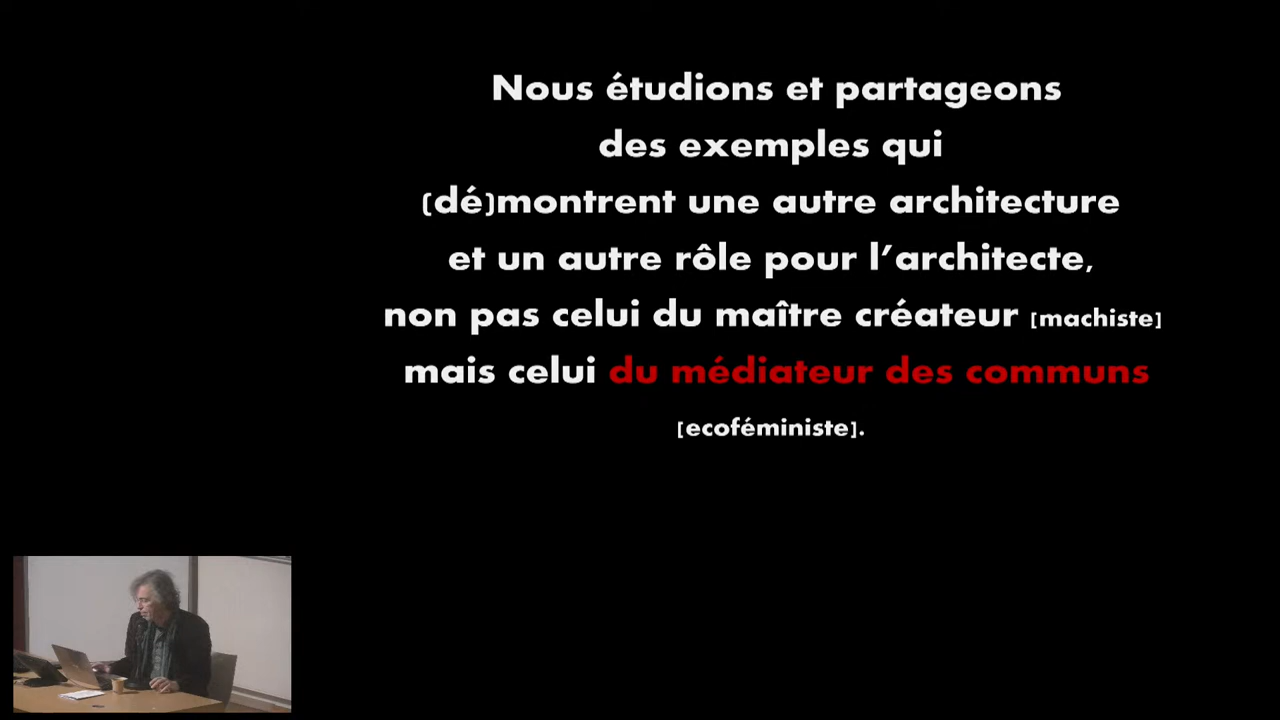 Nous étudions et partageons
des exemples qui
(dé)montrent une autre architecture
et un autre rôle pour l'architecte,
non pas celui du maître créateur [machiste]
mais celui du médiateur des communs
[ecoféministe].